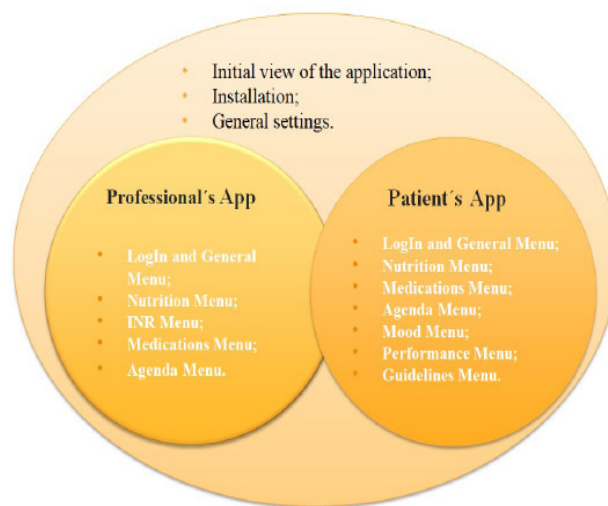 • Initial view of the application;
• Installation;
• General settings.
Professional´s App
• LogIn and General
Menu;
• Nutrition Menu;
• INR Menu;
• Medications Menu;
• Agenda Menu.
Patient´s App
• LogIn and General Menu;
• Nutrition Menu;
• Medications Menu;
• Agenda Menu;
• Mood Menu;
• Performance Menu;
• Guidelines Menu.